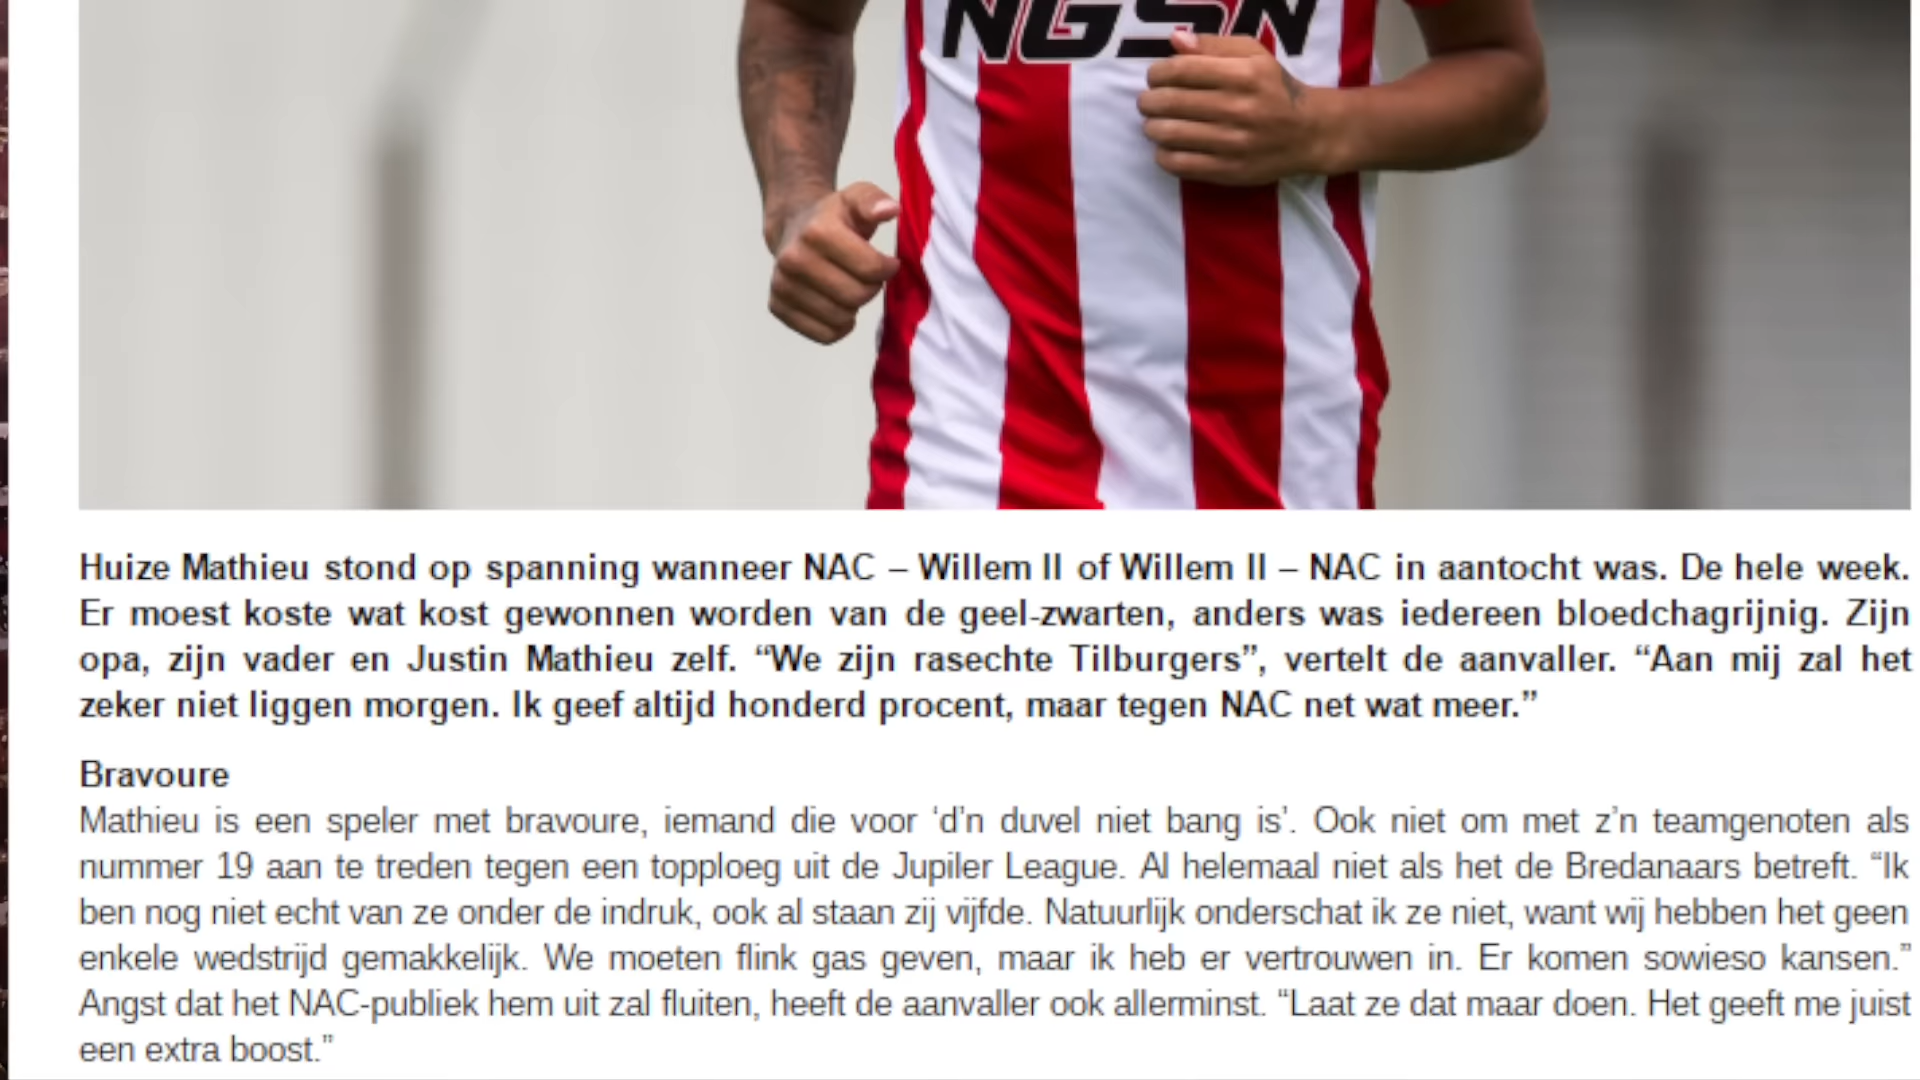 NGSN
Huize Mathieu stond op spanning wanneer NAC – Willem II of Willem II – NAC in aantocht was. De hele week.
Er moest koste wat kost gewonnen worden van de geel-zwarten, anders was iedereen bloedchagrijnig. Zijn
opa, zijn vader en Justin Mathieu zelf. “We zijn rasechte Tilburgers”, vertelt de aanvaller. “Aan mij zal het
zeker niet liggen morgen. Ik geef altijd honderd procent, maar tegen NAC net wat meer.”
Bravoure
Mathieu is een speler met bravoure, iemand die voor ‘d’n duvel niet bang is’. Ook niet om met z’n teamgenoten als
nummer 19 aan te treden tegen een topploeg uit de Jupiler League. Al helemaal niet als het de Bredanaars betreft. “Ik
ben nog niet echt van ze onder de indruk, ook al staan zij vijfde. Natuurlijk onderschat ik ze niet, want wij hebben het geen
enkele wedstrijd gemakkelijk. We moeten flink gas geven, maar ik heb er vertrouwen in. Er komen sowieso kansen.”
Angst dat het NAC-publiek hem uit zal fluiten, heeft de aanvaller ook allerminst. “Laat ze dat maar doen. Het geeft me juist
een extra boost.”